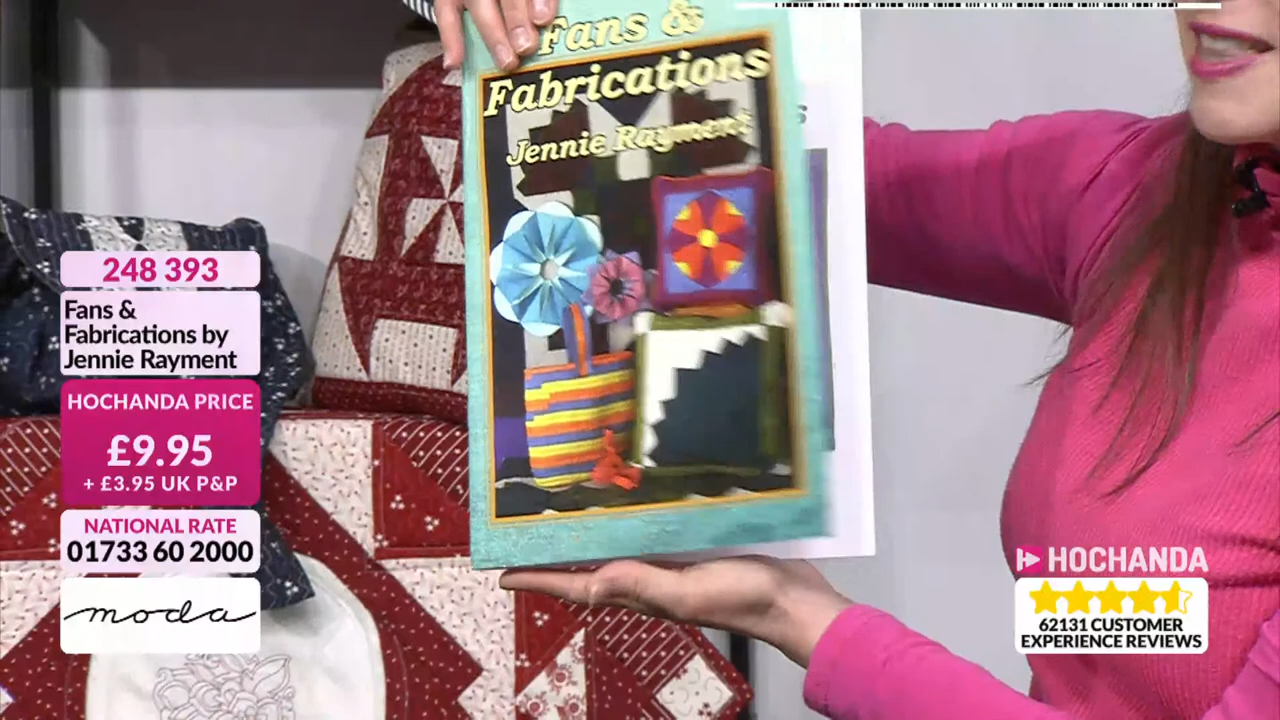 Fans &
Fabrications
Jennie Rayment
248 393
Fans &
Fabrications by
Jennie Rayment
HOCHANDA PRICE
£9.95
+ £3.95 UK P&P
NATIONAL RATE
01733 60 2000
moda
HOCHANDA
62131 CUSTOMER
EXPERIENCE REVIEWS